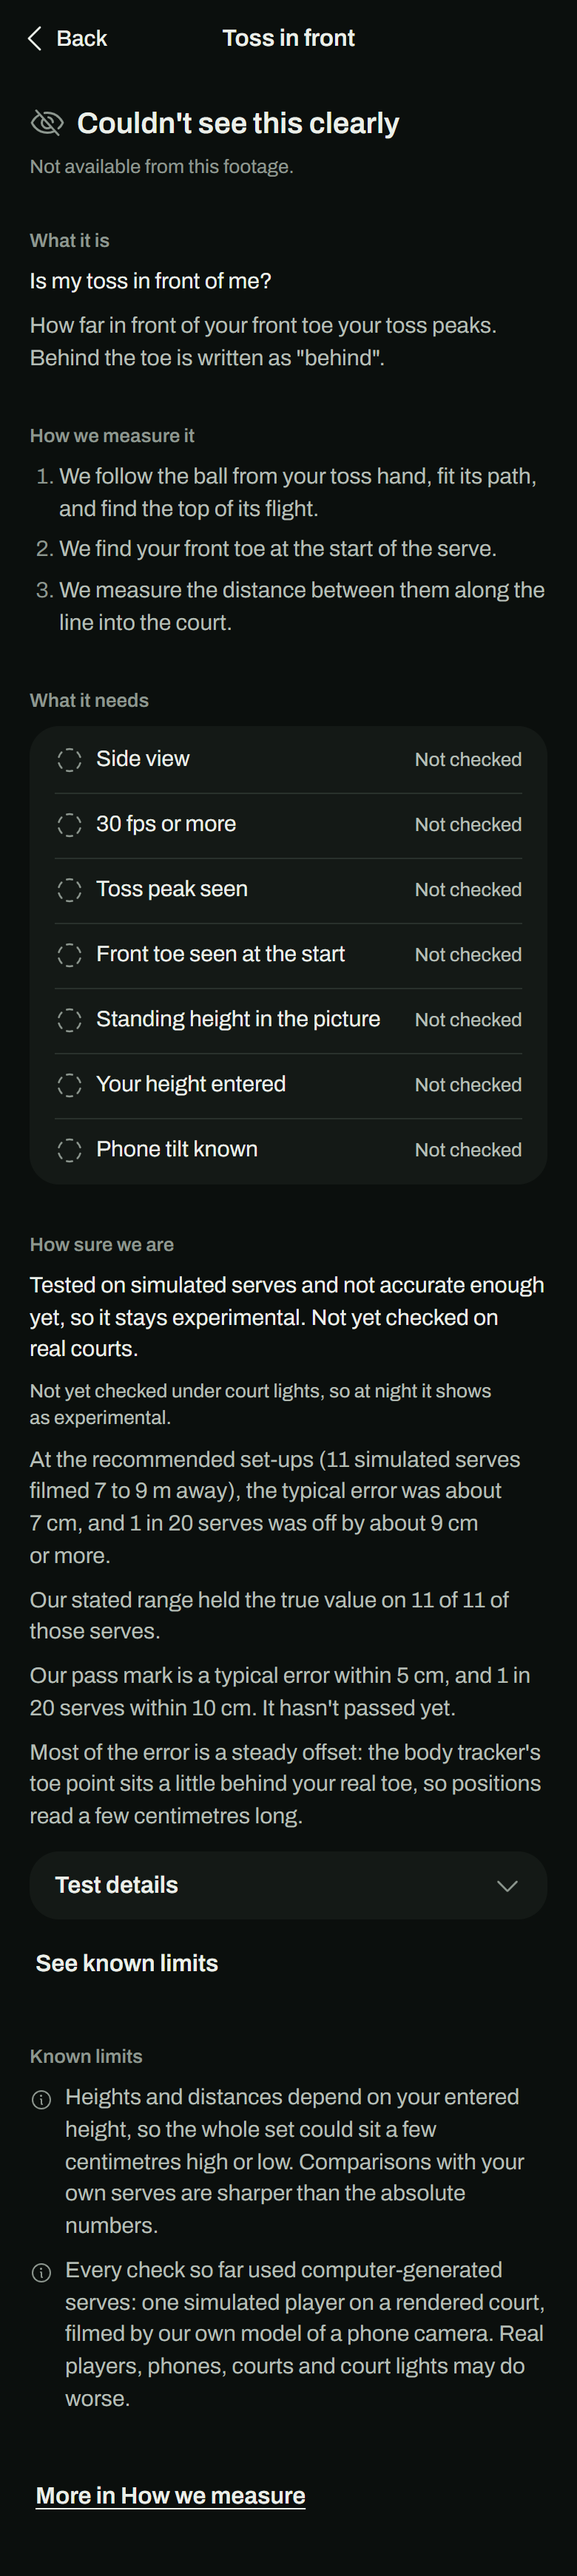 Back
Toss in front
Couldn't see this clearly
Not available from this footage.
What it is
Is my toss in front of me?
How far in front of your front toe your toss peaks.
Behind the toe is written as "behind".
How we measure it
1. We follow the ball from your toss hand, fit its path,
and find the top of its flight.
2. We find your front toe at the start of the serve.
3. We measure the distance between them along the
line into the court.
What it needs
Side view Not checked
30 fps or more Not checked
Toss peak seen Not checked
Front toe seen at the start Not checked
Standing height in the picture Not checked
Your height entered Not checked
Phone tilt known Not checked
How sure we are
Tested on simulated serves and not accurate enough
yet, so it stays experimental. Not yet checked on
real courts.
Not yet checked under court lights, so at night it shows
as experimental.
At the recommended set-ups (11 simulated serves
filmed 7 to 9 m away), the typical error was about
7 cm, and 1 in 20 serves was off by about 9 cm
or more.
Our stated range held the true value on 11 of 11 of
those serves.
Our pass mark is a typical error within 5 cm, and 1 in
20 serves within 10 cm. It hasn't passed yet.
Most of the error is a steady offset: the body tracker's
toe point sits a little behind your real toe, so positions
read a few centimetres long.
Test details
See known limits
Known limits
Heights and distances depend on your entered
height, so the whole set could sit a few
centimetres high or low. Comparisons with your
own serves are sharper than the absolute
numbers.
Every check so far used computer-generated
serves: one simulated player on a rendered court,
filmed by our own model of a phone camera. Real
players, phones, courts and court lights may do
worse.
More in How we measure